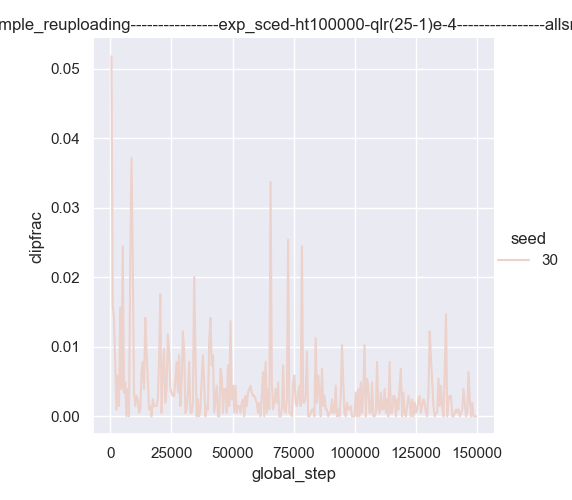 mple_reuploading----------------exp_sced-ht100000-qlr(25-1)e-4----------------allsr
0.05
0.04
0.03
0.02
0.01
0.00
clipfrac
0 25000 50000 75000 100000 125000 150000
global_step
seed
30